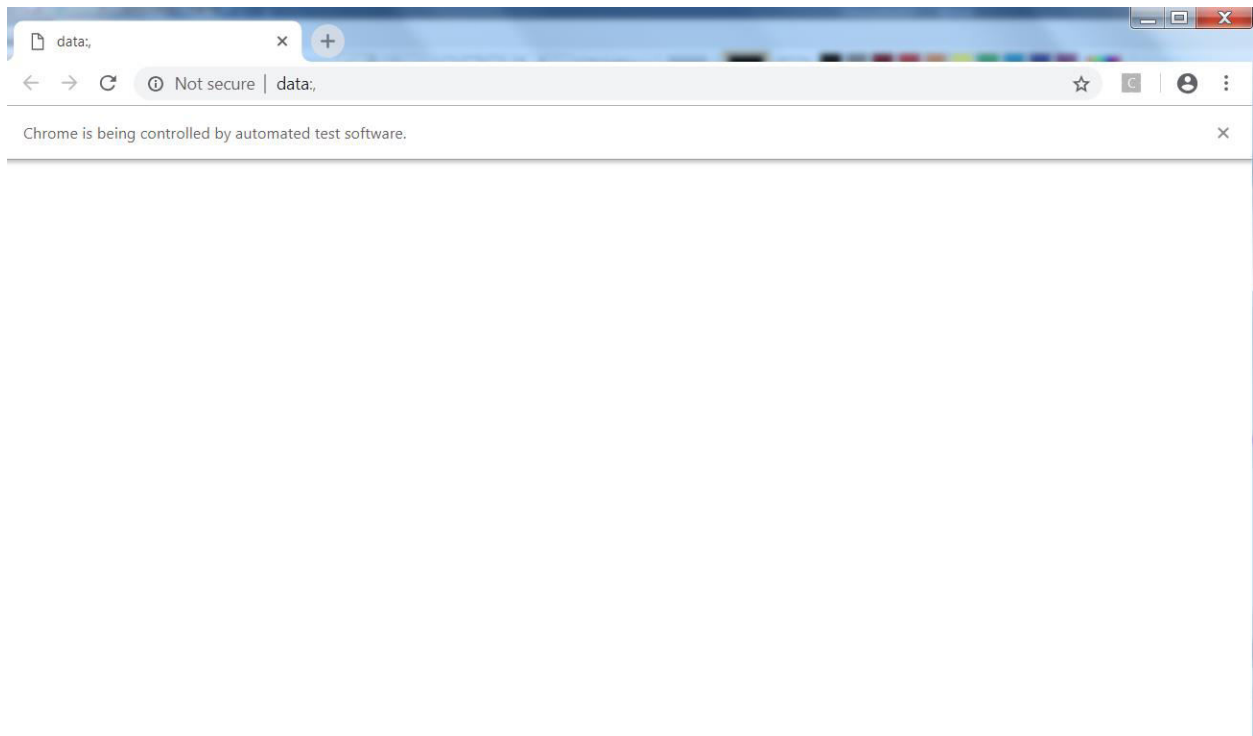 data:,
Not secure | data:,
C
Chrome is being controlled by automated test software.